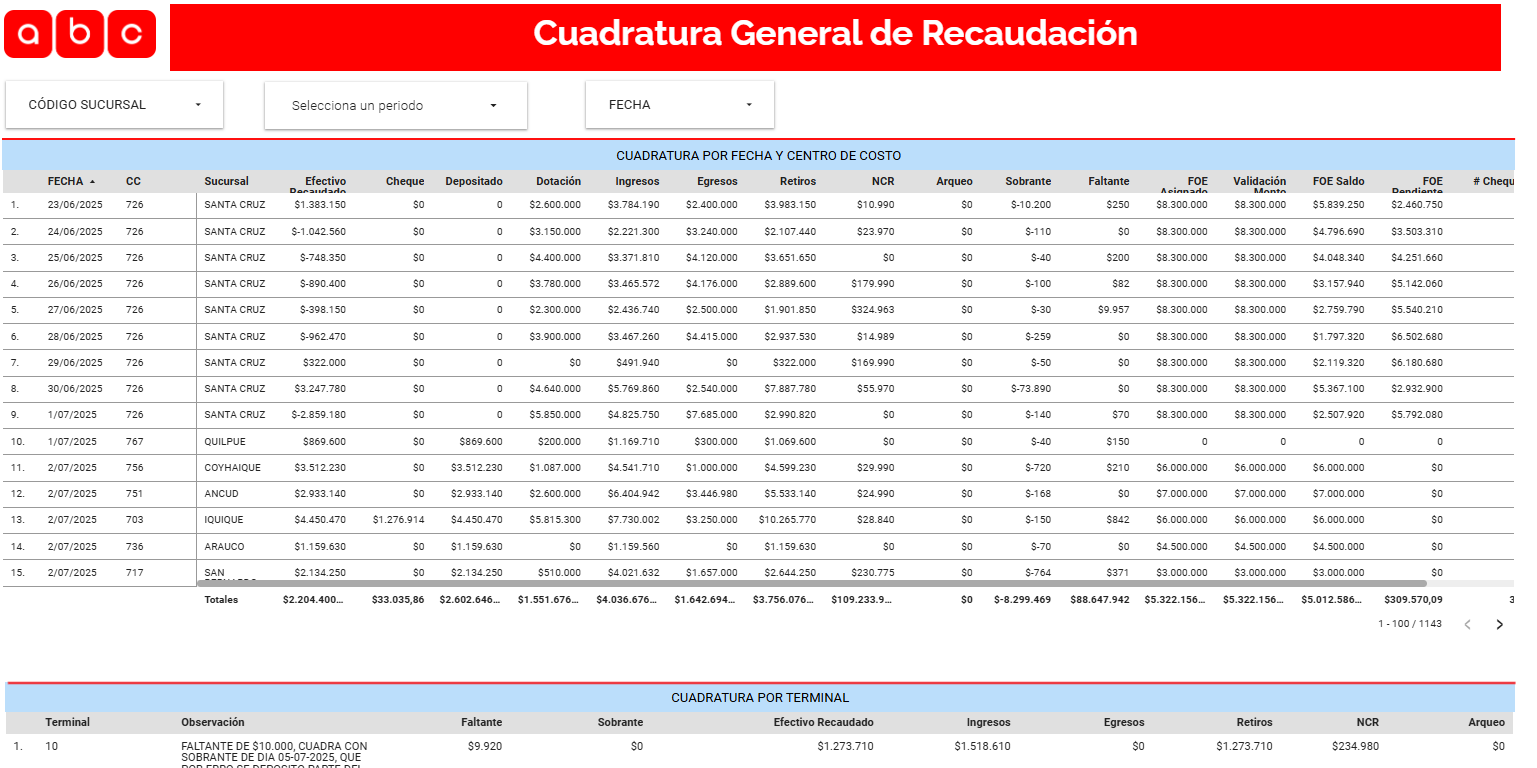 abc
Cuadratura General de Recaudación
CÓDIGO SUCURSAL
Selecciona un periodo
FECHA
CUADRATURA POR FECHA Y CENTRO DE COSTO
FECHA CC Sucursal Efectivo Recaudado Cheque Depositado Dotación Ingresos Egresos Retiros NCR Arqueo Sobrante Faltante FOE Asignado Validación Monto FOE Saldo FOE Pendiente # Chequ
1. 23/06/2025 726 SANTA CRUZ $1.383.150 $0 0 $2.600.000 $3.784.190 $2.400.000 $3.983.150 $10.990 $0 $-10.200 $250 $8.300.000 $8.300.000 $5.839.250 $2.460.750
2. 24/06/2025 726 SANTA CRUZ $-1.042.560 $0 0 $3.150.000 $2.221.300 $3.240.000 $2.107.440 $23.970 $0 $-110 $0 $8.300.000 $8.300.000 $4.796.690 $3.503.310
3. 25/06/2025 726 SANTA CRUZ $-748.350 $0 0 $4.400.000 $3.371.810 $4.120.000 $3.651.650 $0 $0 $-40 $200 $8.300.000 $8.300.000 $4.048.340 $4.251.660
4. 26/06/2025 726 SANTA CRUZ $-890.400 $0 0 $3.780.000 $3.465.572 $4.176.000 $2.889.600 $179.990 $0 $-100 $82 $8.300.000 $8.300.000 $3.157.940 $5.142.060
5. 27/06/2025 726 SANTA CRUZ $-398.150 $0 0 $2.300.000 $2.436.740 $2.500.000 $1.901.850 $324.963 $0 $-30 $9.957 $8.300.000 $8.300.000 $2.759.790 $5.540.210
6. 28/06/2025 726 SANTA CRUZ $-962.470 $0 0 $3.900.000 $3.467.260 $4.415.000 $2.937.530 $14.989 $0 $-259 $0 $8.300.000 $8.300.000 $1.797.320 $6.502.680
7. 29/06/2025 726 SANTA CRUZ $322.000 $0 0 $0 $491.940 $0 $322.000 $169.990 $0 $-50 $0 $8.300.000 $8.300.000 $2.119.320 $6.180.680
8. 30/06/2025 726 SANTA CRUZ $3.247.780 $0 0 $4.640.000 $5.769.860 $2.540.000 $7.887.780 $55.970 $0 $-73.890 $0 $8.300.000 $8.300.000 $5.367.100 $2.932.900
9. 1/07/2025 726 SANTA CRUZ $-2.859.180 $0 0 $5.850.000 $4.825.750 $7.685.000 $2.990.820 $0 $0 $-140 $70 $8.300.000 $8.300.000 $2.507.920 $5.792.080
10. 1/07/2025 767 QUILPUE $869.600 $0 $869.600 $200.000 $1.169.710 $300.000 $1.069.600 $0 $0 $-40 $150 0 0 0 0
11. 2/07/2025 756 COYHAIQUE $3.512.230 $0 $3.512.230 $1.087.000 $4.541.710 $1.000.000 $4.599.230 $29.990 $0 $-720 $210 $6.000.000 $6.000.000 $6.000.000 $0
12. 2/07/2025 751 ANCUD $2.933.140 $0 $2.933.140 $2.600.000 $6.404.942 $3.446.980 $5.533.140 $24.990 $0 $-168 $0 $7.000.000 $7.000.000 $7.000.000 $0
13. 2/07/2025 703 IQUIQUE $4.450.470 $1.276.914 $4.450.470 $5.815.300 $7.730.002 $3.250.000 $10.265.770 $28.840 $0 $-150 $842 $6.000.000 $6.000.000 $6.000.000 $0
14. 2/07/2025 736 ARAUCO $1.159.630 $0 $1.159.630 $0 $1.159.560 $0 $1.159.630 $0 $0 $-70 $0 $4.500.000 $4.500.000 $4.500.000 $0
15. 2/07/2025 717 SAN $2.134.250 $0 $2.134.250 $510.000 $4.021.632 $1.657.000 $2.644.250 $230.775 $0 $-764 $371 $3.000.000 $3.000.000 $3.000.000 $0
Totales $2.204.400... $33.035,86 $2.602.646... $1.551.676... $4.036.676... $1.642.694... $3.756.076... $109.233.9... $0 $-8.299.469 $88.647.942 $5.322.156... $5.322.156... $5.012.586... $309.570,09 3
1 - 100 / 1143
CUADRATURA POR TERMINAL
Terminal Observación Faltante Sobrante Efectivo Recaudado Ingresos Egresos Retiros NCR Arqueo
1. 10 FALTANTE DE $10.000, CUADRA CON $9.920 $0 $1.273.710 $1.518.610 $0 $1.273.710 $234.980 $0
SOBRANTE DE DIA 05-07-2025, QUE
POR ERRO SE DEPOSITO PARTE DEL